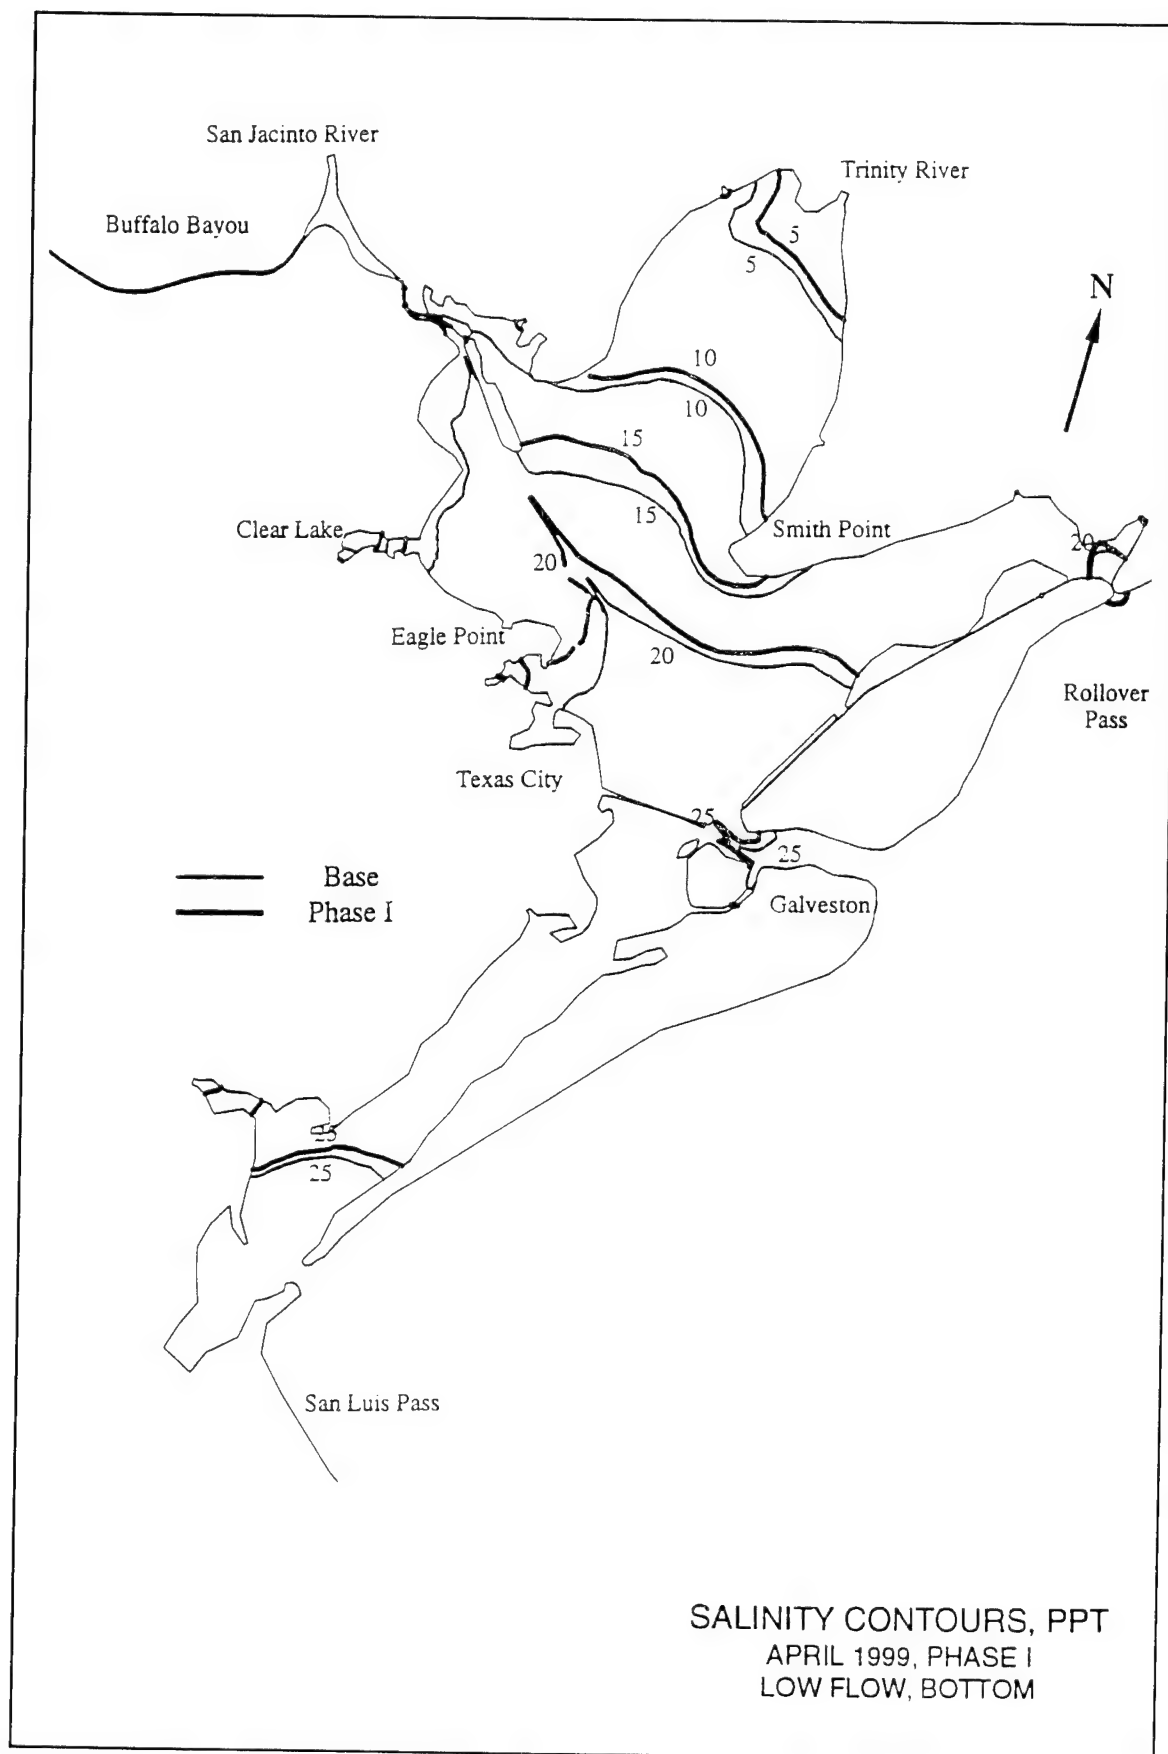 San Jacinto River
Trinity River
Buffalo Bayou
5
5
N
10
10
15
15
Smith Point
Clear Lake
20
20
Eagle Point
20
Rollover
Pass
Texas City
25
25
Base
Phase I
Galveston
25
25
San Luis Pass
SALINITY CONTOURS, PPT
APRIL 1999, PHASE I
LOW FLOW, BOTTOM